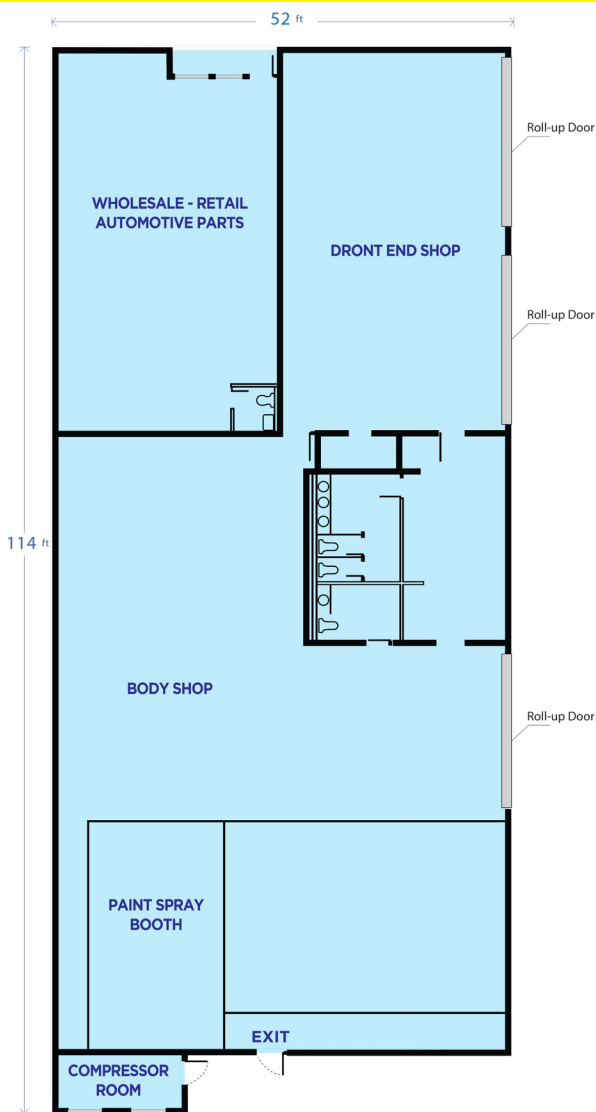 52 ft
Roll-up Door
WHOLESALE - RETAIL
AUTOMOTIVE PARTS
DRONT END SHOP
Roll-up Door
114 ft
BODY SHOP
Roll-up Door
PAINT SPRAY
BOOTH
EXIT
COMPRESSOR
ROOM